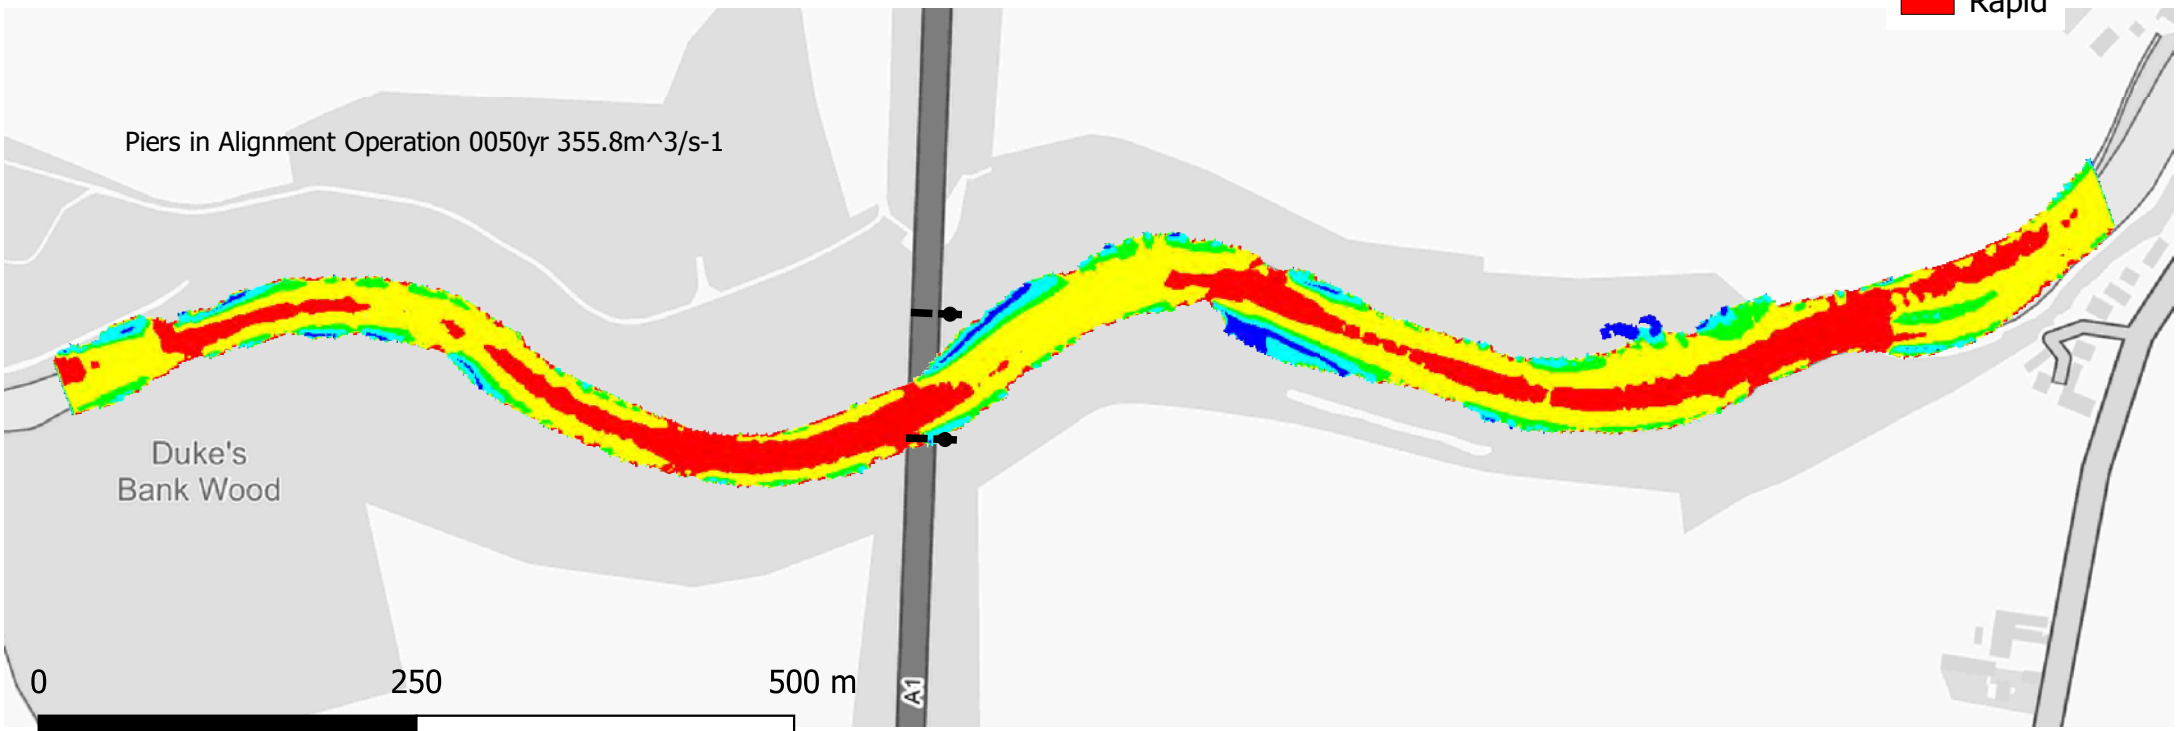 Rapid
Piers in Alignment Operation 0050yr 355.8m^3/s-1
Duke's
Bank Wood
0 250 500 m
A1